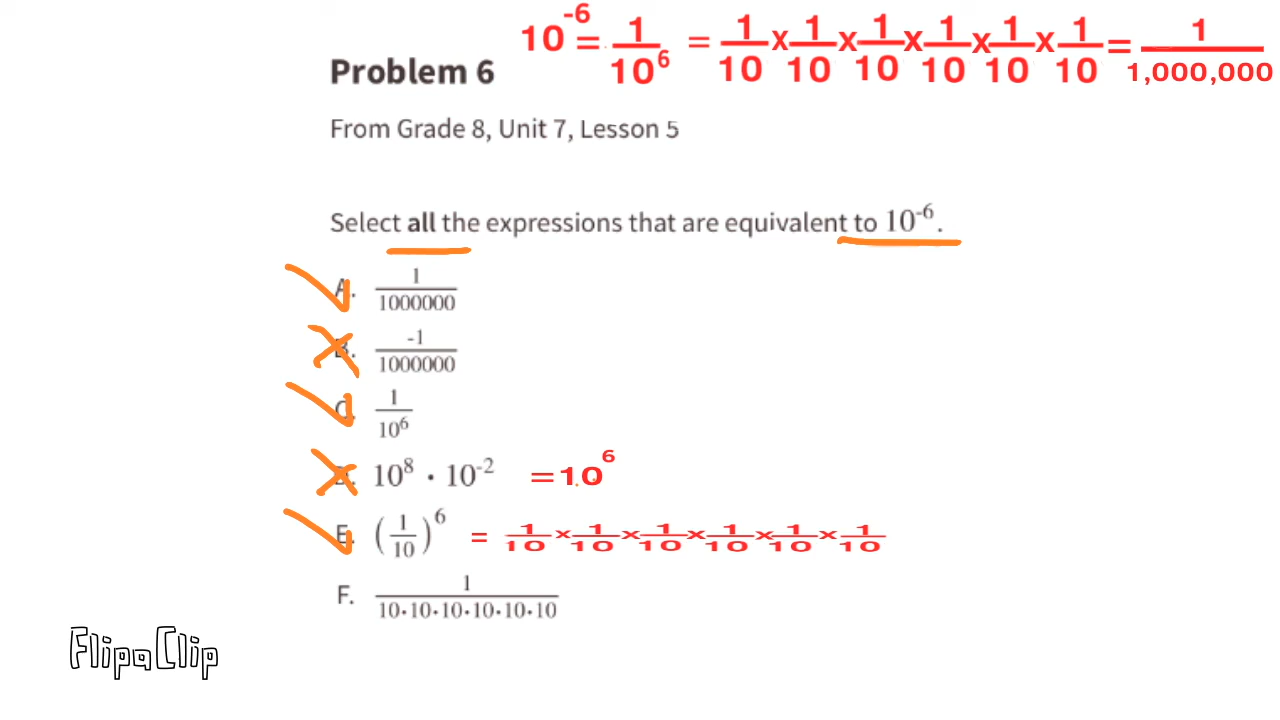 10^-6 = 1/10^6 = 1/10 x 1/10 x 1/10 x 1/10 x 1/10 x 1/10 = 1/1,000,000
Problem 6
From Grade 8, Unit 7, Lesson 5
Select all the expressions that are equivalent to 10^-6.
A. 1/1000000
B. -1/1000000
C. 1/10^6
D. 10^8 · 10^-2 = 10^6
E. (1/10)^6 = 1/10 x 1/10 x 1/10 x 1/10 x 1/10 x 1/10
F. 1/10·10·10·10·10·10
FlipaClip